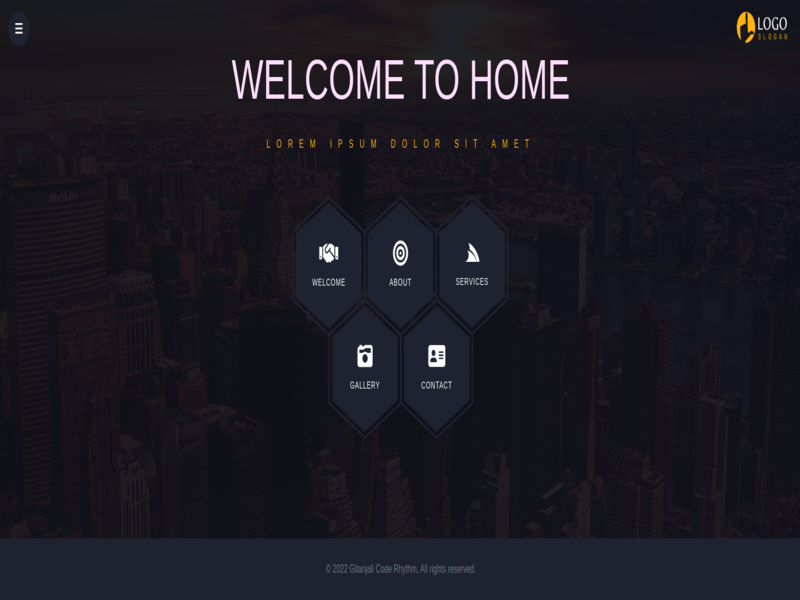 LOGO
SLOGAN
WELCOME TO HOME
LOREM IPSUM DOLOR SIT AMET
MetLife
WELCOME
ABOUT
SERVICES
GALLERY
CONTACT
© 2022 Gitanjali Code Rhythm, All rights reserved.